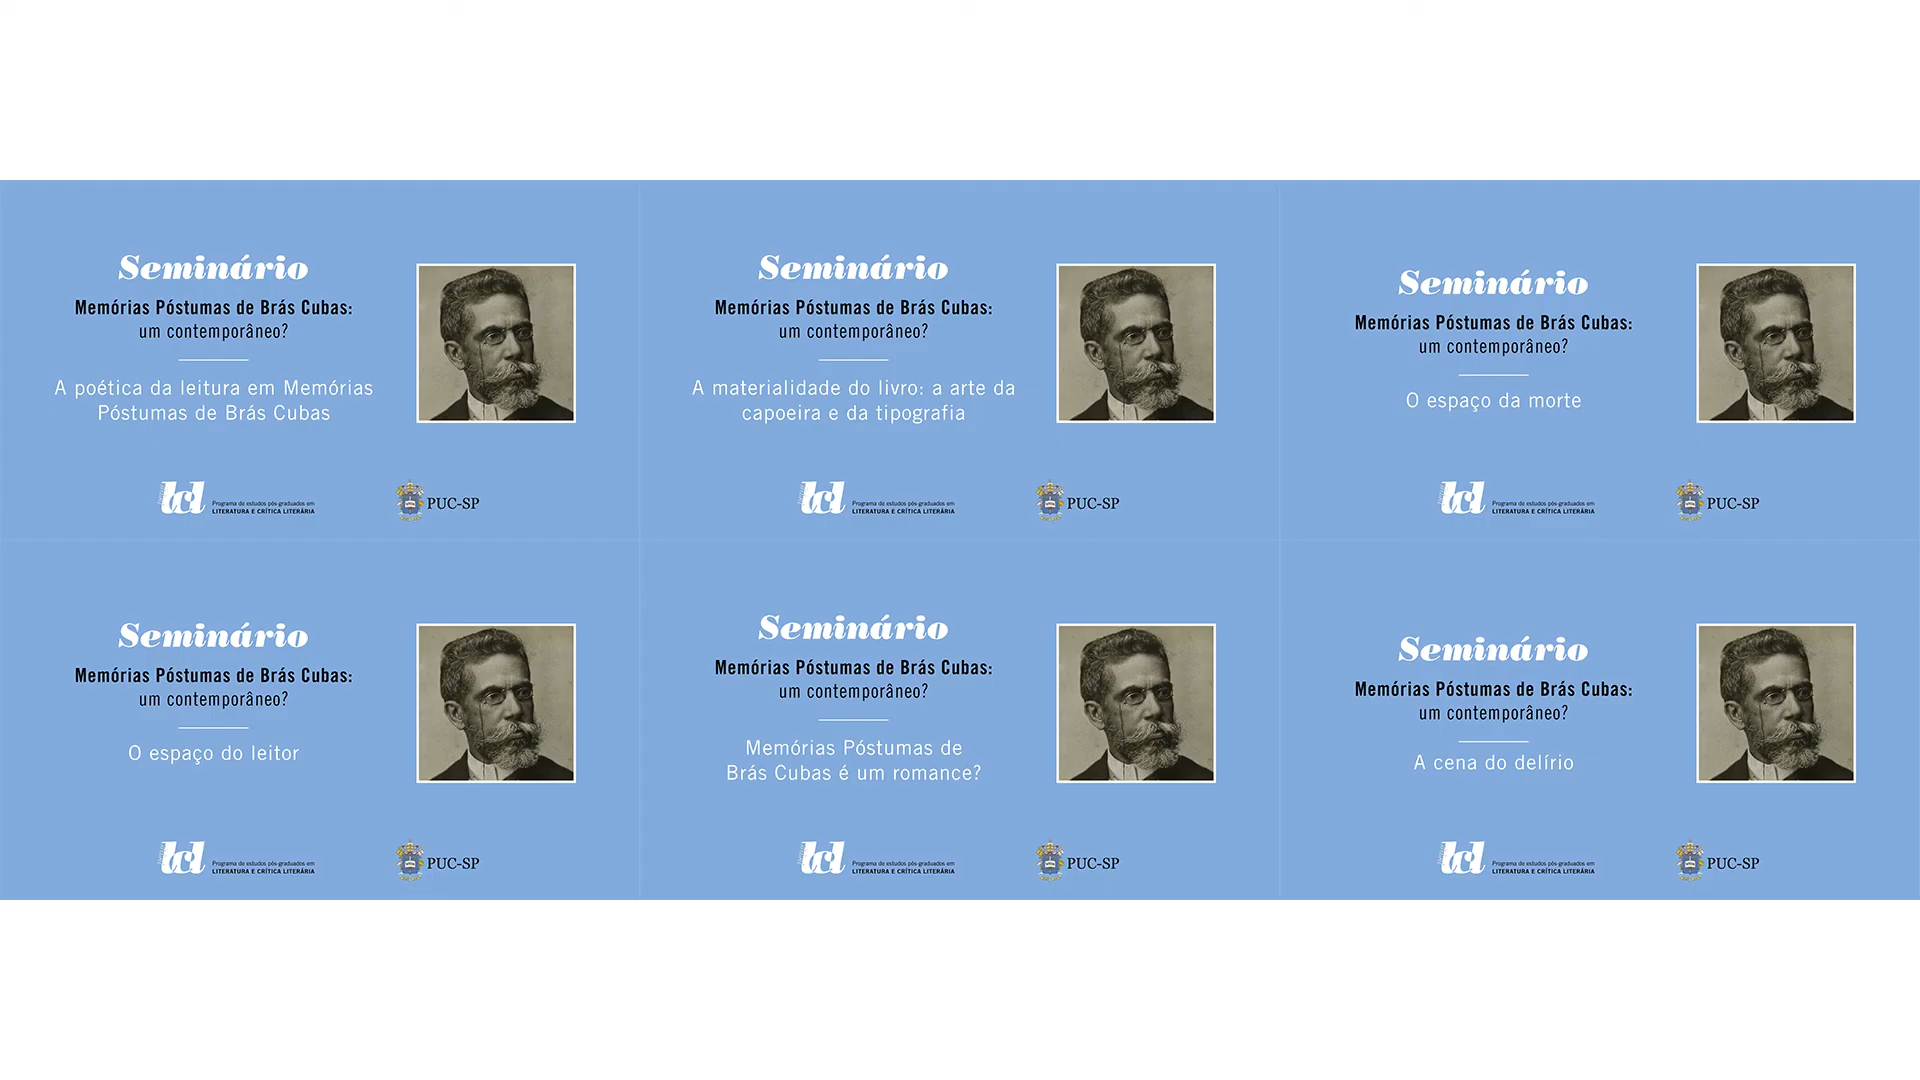 Seminário
Memórias Póstumas de Brás Cubas:
um contemporâneo?
A poética da leitura em Memórias
Póstumas de Brás Cubas
lcl
Programa de estudos pós-graduados em
LITERATURA E CRÍTICA LITERÁRIA
PUC-SP
Seminário
Memórias Póstumas de Brás Cubas:
um contemporâneo?
A materialidade do livro: a arte da
capoeira e da tipografia
lcl
Programa de estudos pós-graduados em
LITERATURA E CRÍTICA LITERÁRIA
PUC-SP
Seminário
Memórias Póstumas de Brás Cubas:
um contemporâneo?
O espaço da morte
lcl
Programa de estudos pós-graduados em
LITERATURA E CRÍTICA LITERÁRIA
PUC-SP
Seminário
Memórias Póstumas de Brás Cubas:
um contemporâneo?
O espaço do leitor
lcl
Programa de estudos pós-graduados em
LITERATURA E CRÍTICA LITERÁRIA
PUC-SP
Seminário
Memórias Póstumas de Brás Cubas:
um contemporâneo?
Memórias Póstumas de
Brás Cubas é um romance?
lcl
Programa de estudos pós-graduados em
LITERATURA E CRÍTICA LITERÁRIA
PUC-SP
Seminário
Memórias Póstumas de Brás Cubas:
um contemporâneo?
A cena do delírio
lcl
Programa de estudos pós-graduados em
LITERATURA E CRÍTICA LITERÁRIA
PUC-SP